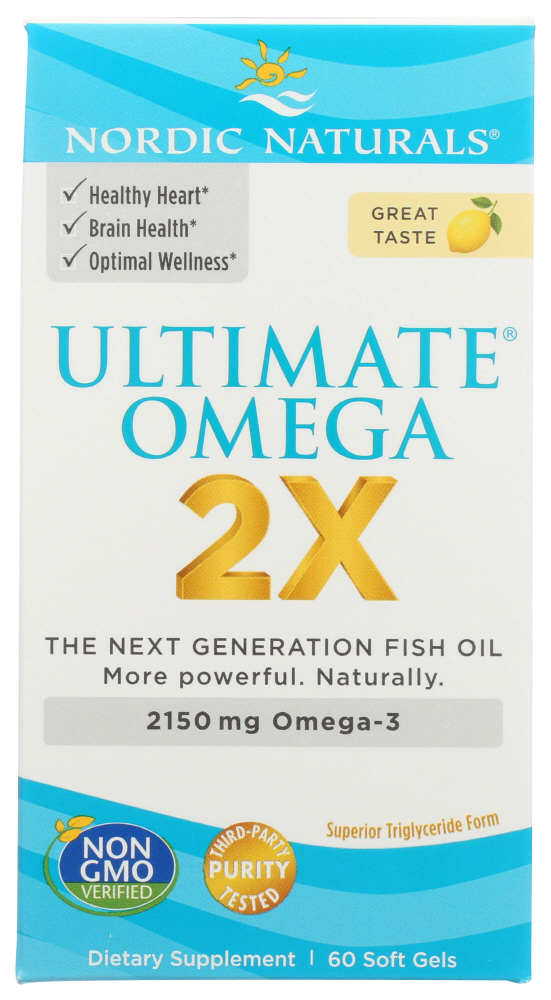 NORDIC NATURALS®
✓ Healthy Heart*
✓ Brain Health*
✓ Optimal Wellness*
GREAT
TASTE
ULTIMATE®
OMEGA
2X
THE NEXT GENERATION FISH OIL
More powerful. Naturally.
2150 mg Omega-3
Superior Triglyceride Form
NON
GMO
VERIFIED
THIRD-PARTY
PURITY
TESTED
Dietary Supplement | 60 Soft Gels